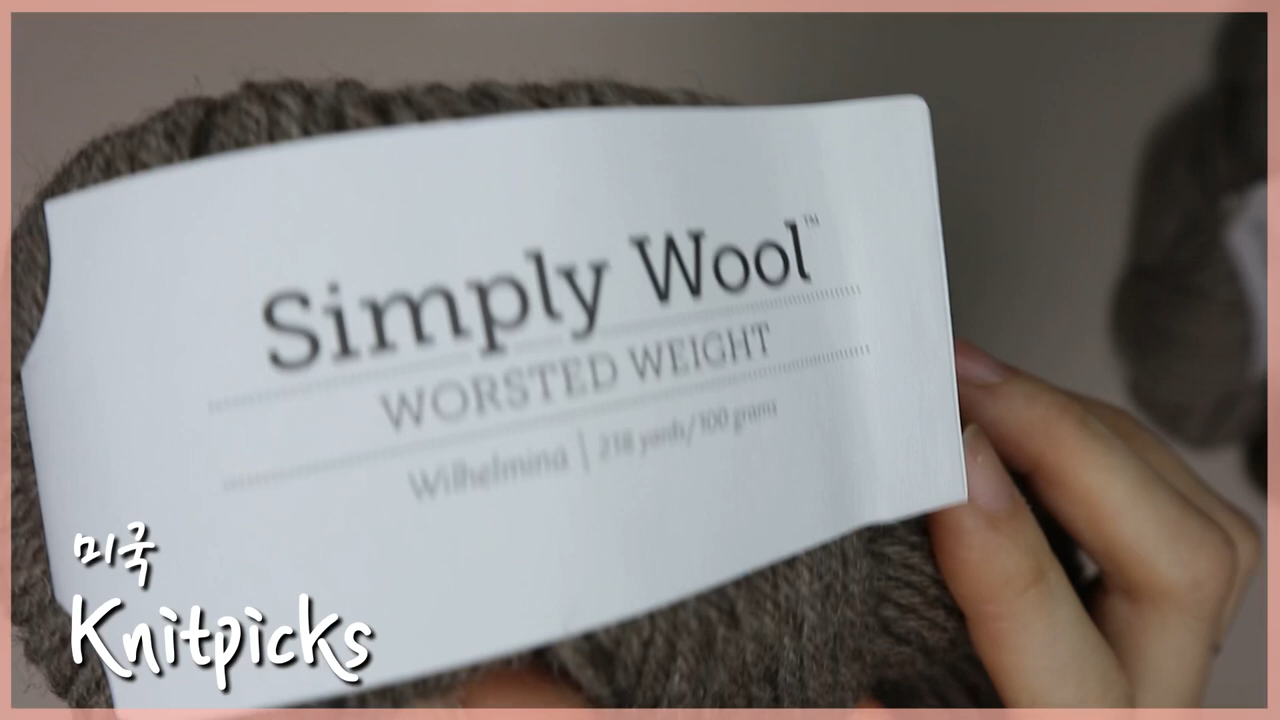 Simply Wool™
WORSTED WEIGHT
Wilhelmina | 218 yards/100 grams
미국
Knitpicks